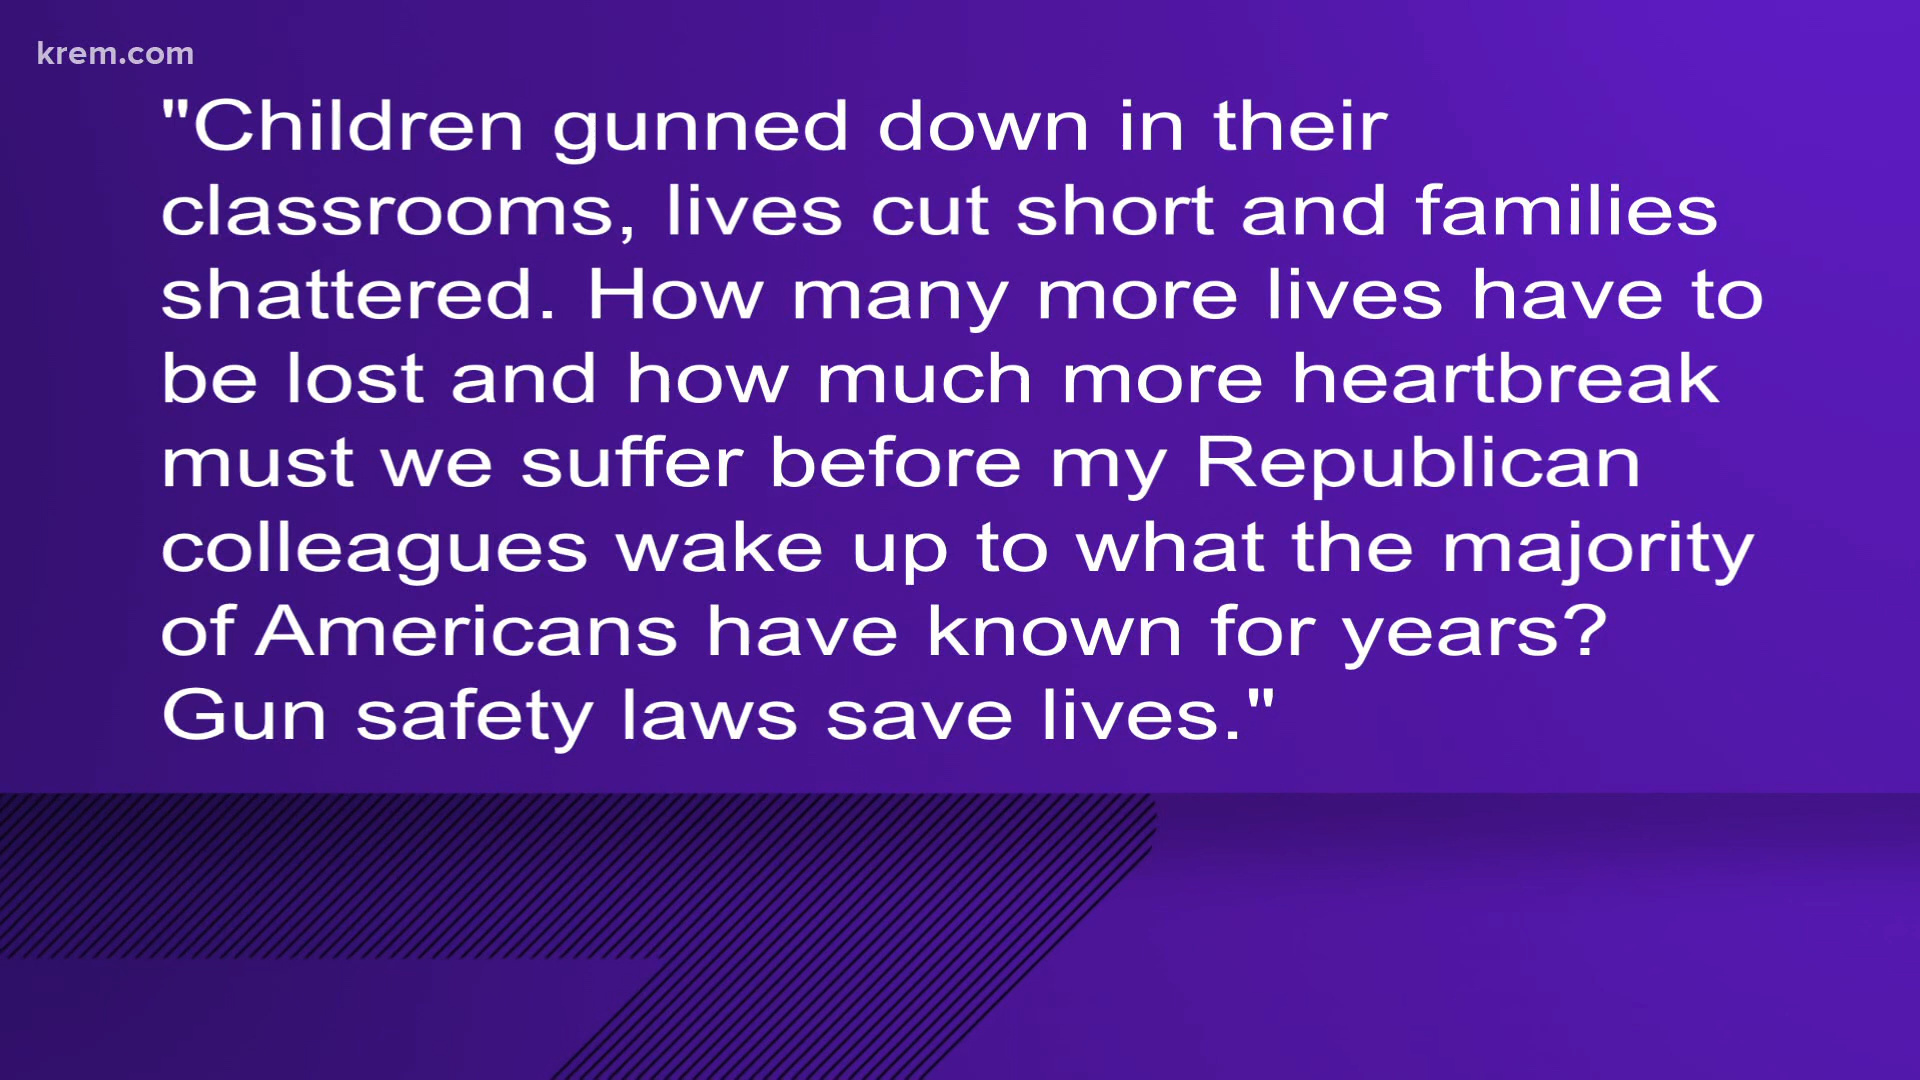 krem.com
"Children gunned down in their
classrooms, lives cut short and families
shattered. How many more lives have to
be lost and how much more heartbreak
must we suffer before my Republican
colleagues wake up to what the majority
of Americans have known for years?
Gun safety laws save lives."